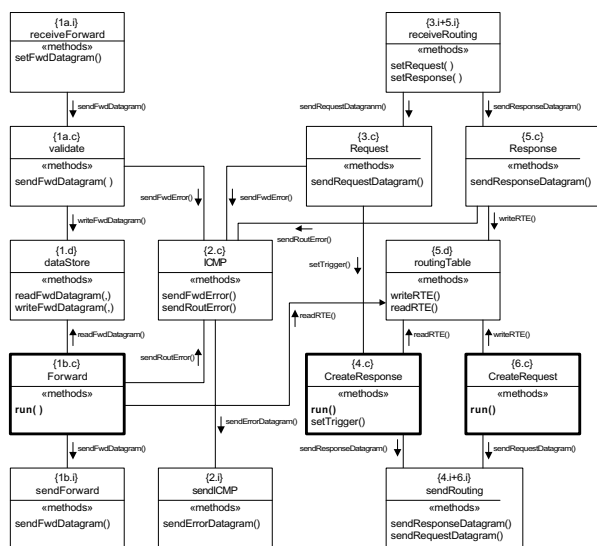 {1a.i}
receiveForward
«methods»
setFwdDatagram()
{3.i+5.i}
receiveRouting
«methods»
setRequest( )
setResponse( )
sendFwdDatagram()
sendRequestDatagranm()
sendResponseDatagram()
{1a.c}
validate
«methods»
sendFwdDatagram( )
{3.c}
Request
«methods»
sendRequestDatagram()
{5.c}
Response
«methods»
sendResponseDatagram()
sendFwdError()
sendFwdError()
writeFwdDatagram()
writeRTE()
sendRoutError()
{1.d}
dataStore
«methods»
readFwdDatagram(,)
writeFwdDatagram(,)
{2.c}
ICMP
«methods»
sendFwdError()
sendRoutError()
setTrigger()
{5.d}
routingTable
«methods»
writeRTE()
readRTE()
readFwdDatagram()
sendRoutError()
readRTE()
readRTE()
writeRTE()
{1b.c}
Forward
«methods»
run( )
{4.c}
CreateResponse
«methods»
run()
setTrigger()
{6.c}
CreateRequest
«methods»
run()
sendErrorDatagram()
sendFwdDatagram()
sendResponseDatagram()
sendRequestDatagram()
{1b.i}
sendForward
«methods»
sendFwdDatagram()
{2.i}
sendICMP
«methods»
sendErrorDatagram()
{4.i+6.i}
sendRouting
«methods»
sendResponseDatagram()
sendRequestDatagram()